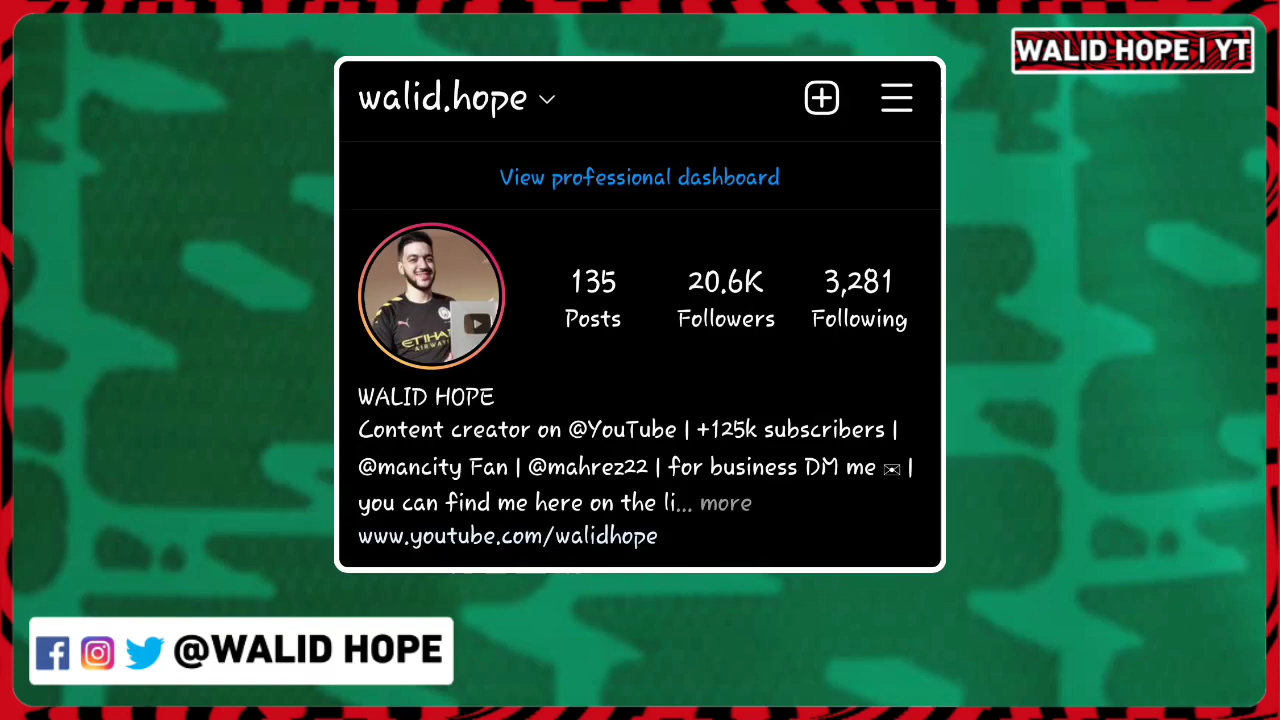 WALID HOPE | YT
walid.hope
View professional dashboard
135 20.6K 3,281
Posts Followers Following
ETIHAD
AIRWAYS
WALID HOPE
Content creator on @YouTube | +125k subscribers |
@mancity Fan | @mahrez22 | for business DM me ✉ |
you can find me here on the li... more
www.youtube.com/walidhope
@WALID HOPE